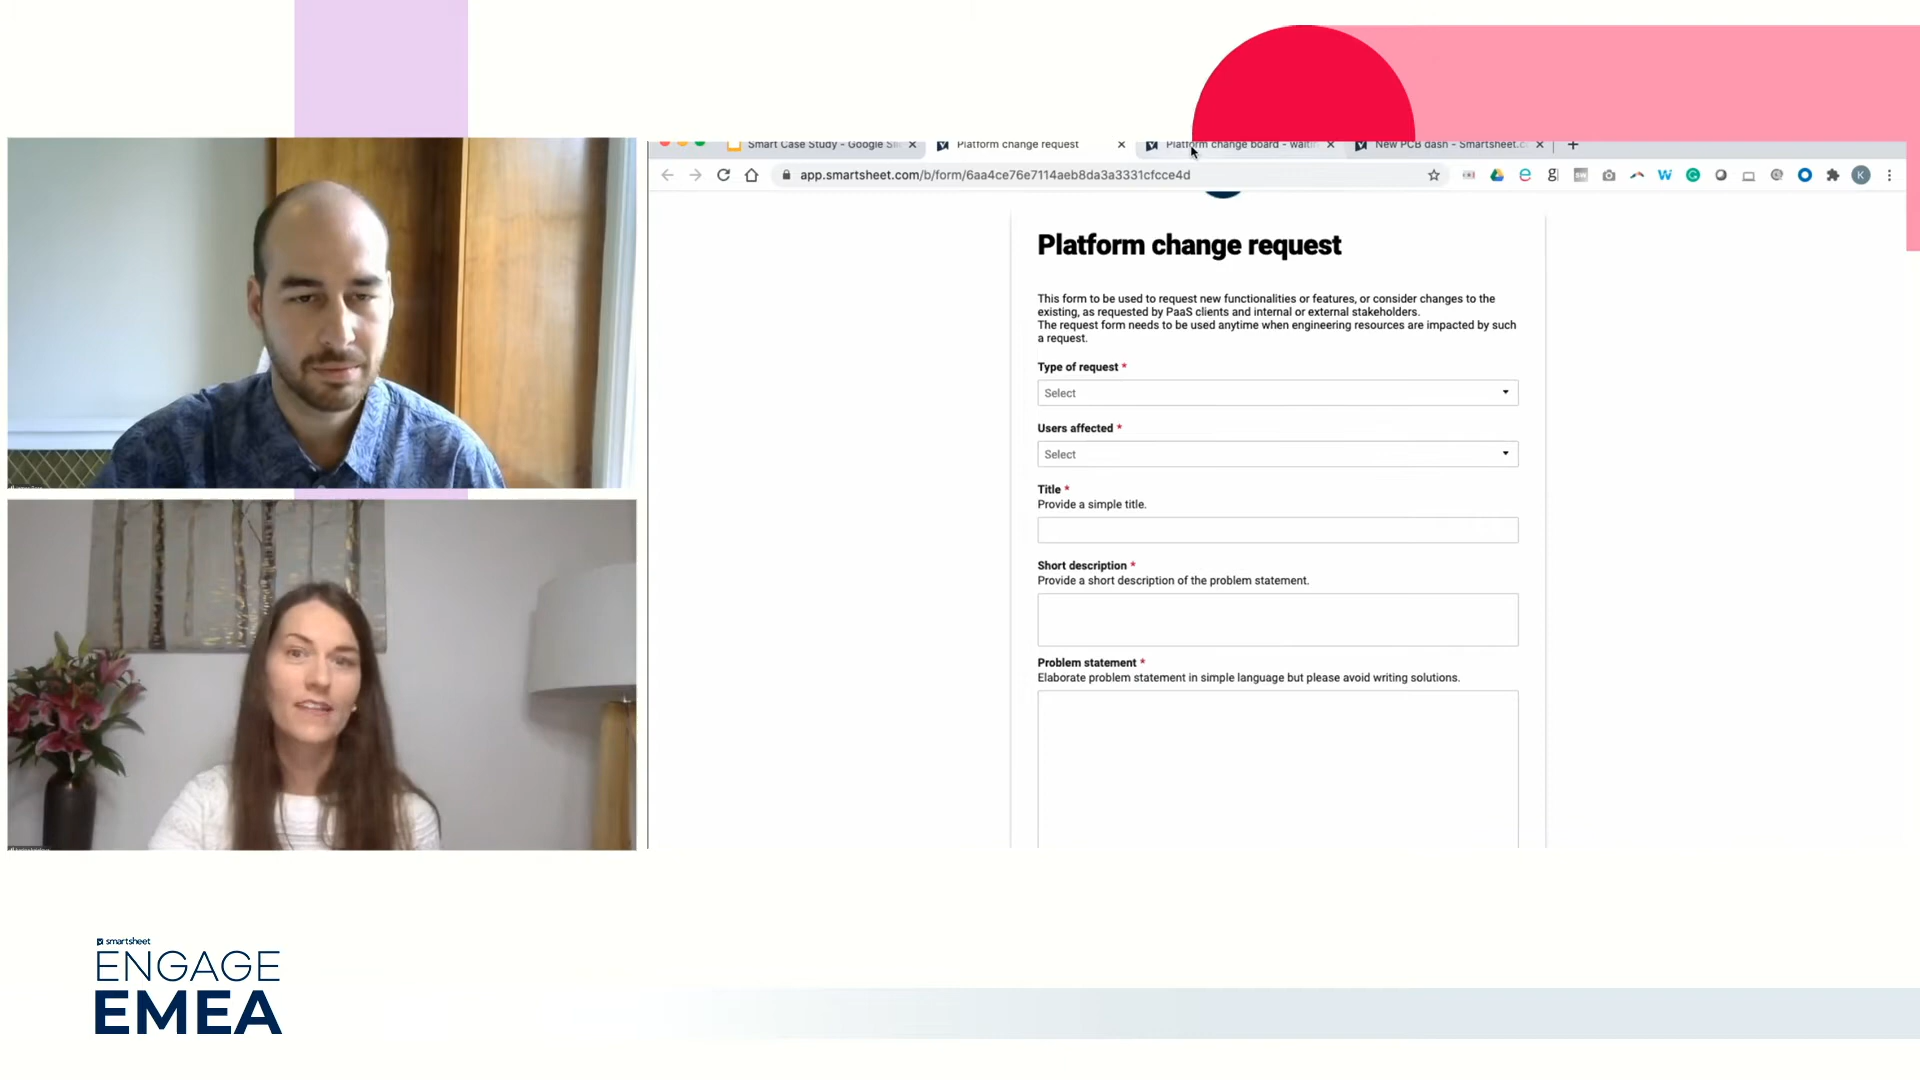 Smart Case Study - Google Sli
Platform change request
Platform change board - waitin
New PCB dash - Smartsheet.c
app.smartsheet.com/b/form/6aa4ce76e7114aeb8da3a3331cfcce4d
K
Platform change request
This form to be used to request new functionalities or features, or consider changes to the
existing, as requested by PaaS clients and internal or external stakeholders.
The request form needs to be used anytime when engineering resources are impacted by such
a request.
Type of request *
Select
Users affected *
Select
Title *
Provide a simple title.
Short description *
Provide a short description of the problem statement.
Problem statement *
Elaborate problem statement in simple language but please avoid writing solutions.
smartsheet
ENGAGE
EMEA